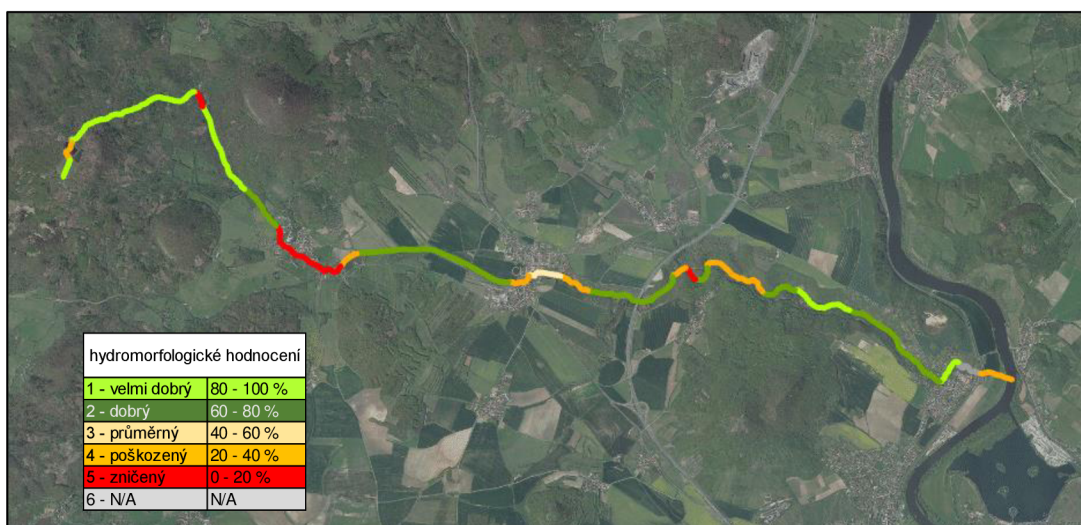 hydromorfologické hodnocení
1 - velmi dobrý 80 - 100 %
2 - dobrý 60 - 80 %
3 - průměrný 40 - 60 %
4 - poškozený 20 - 40 %
5 - zničený 0 - 20 %
6 - N/A N/A